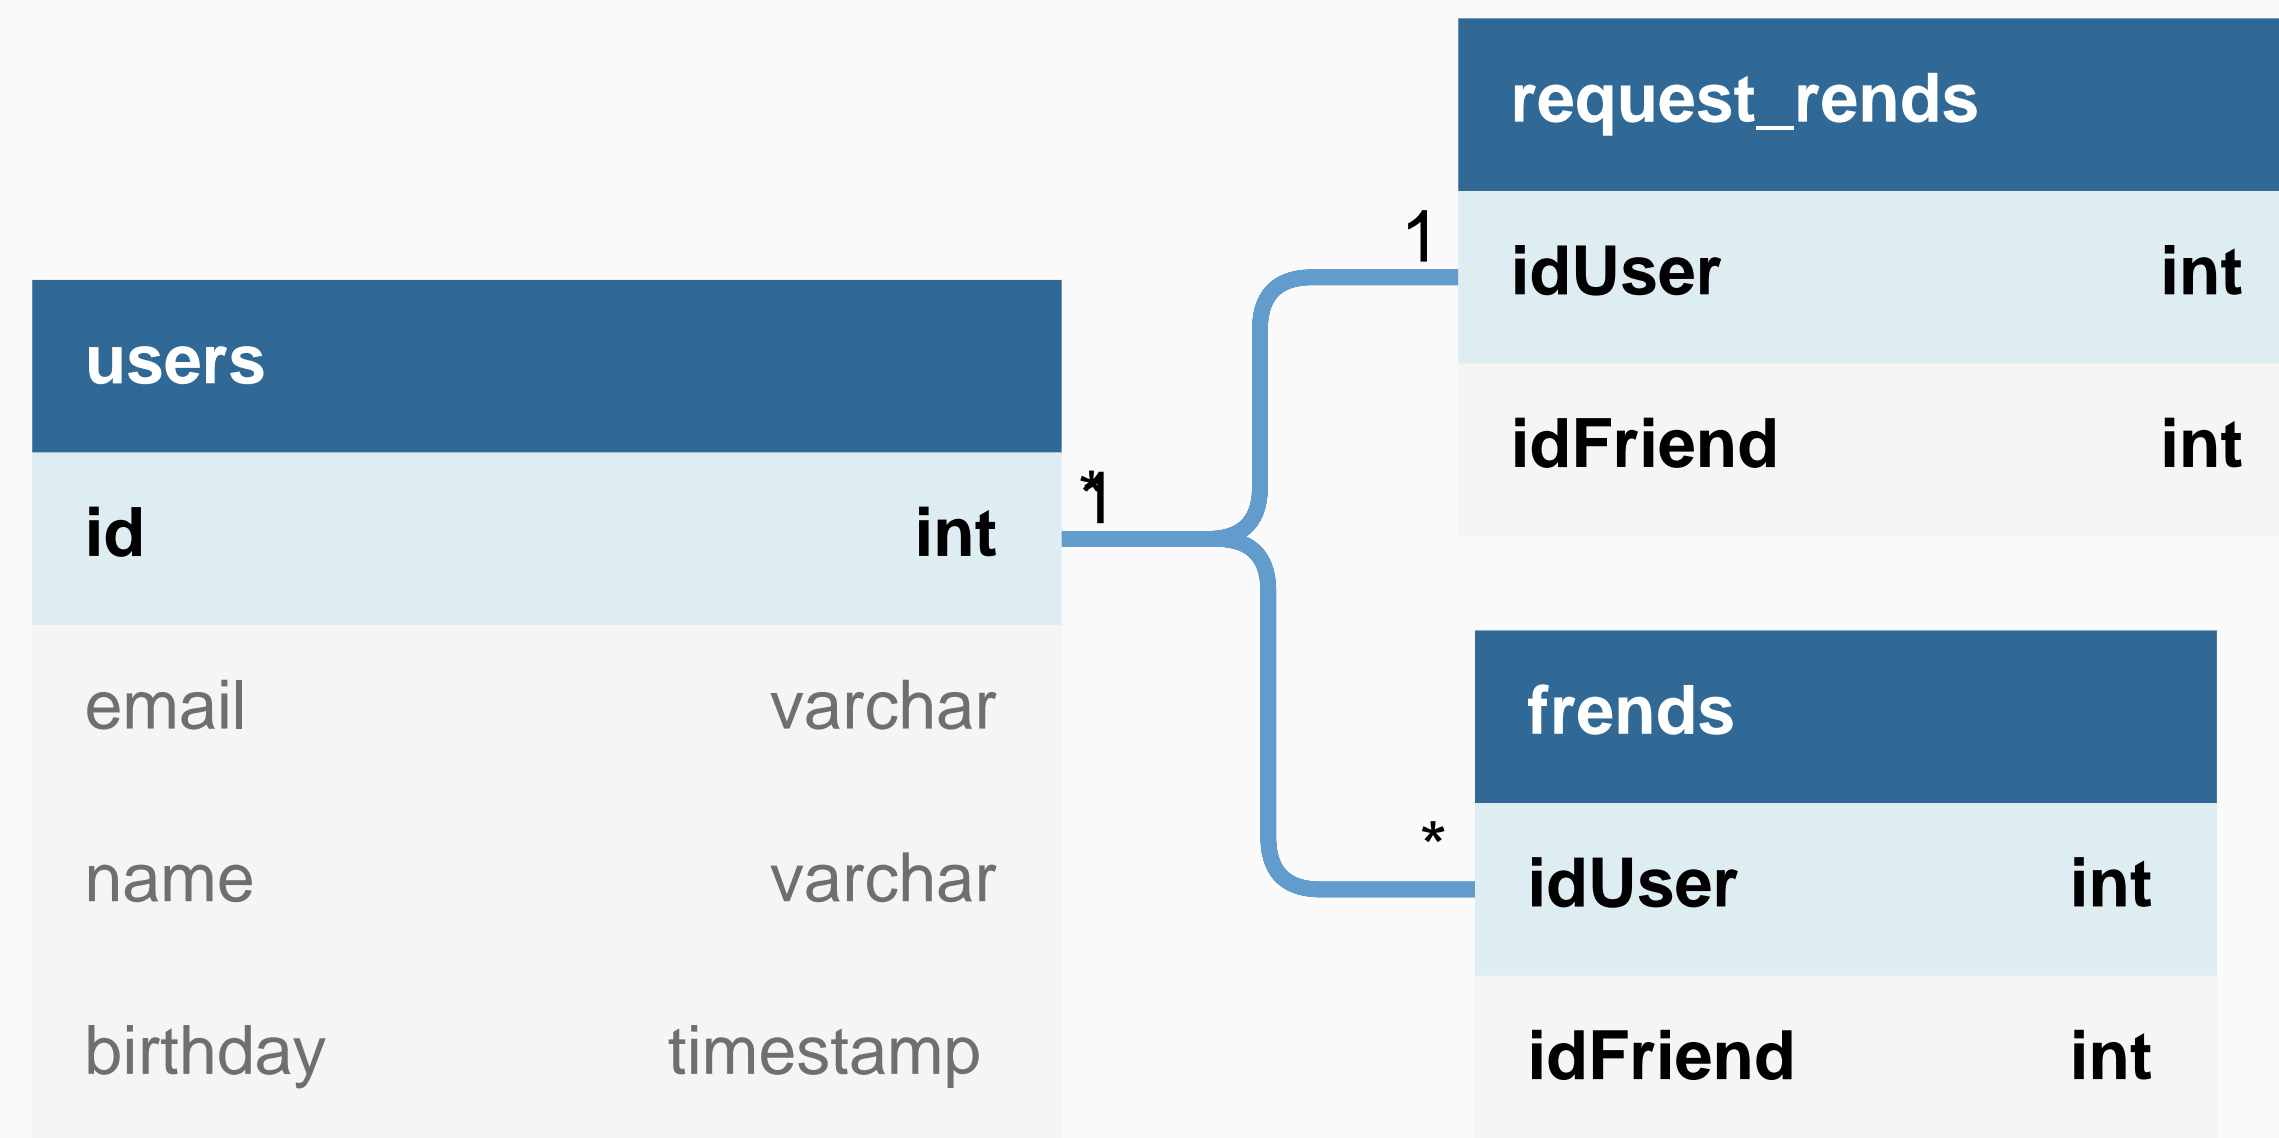 request_rends
1
idUser int
idFriend int
users
*
1
id int
email varchar
name varchar
birthday timestamp
frends
*
idUser int
idFriend int